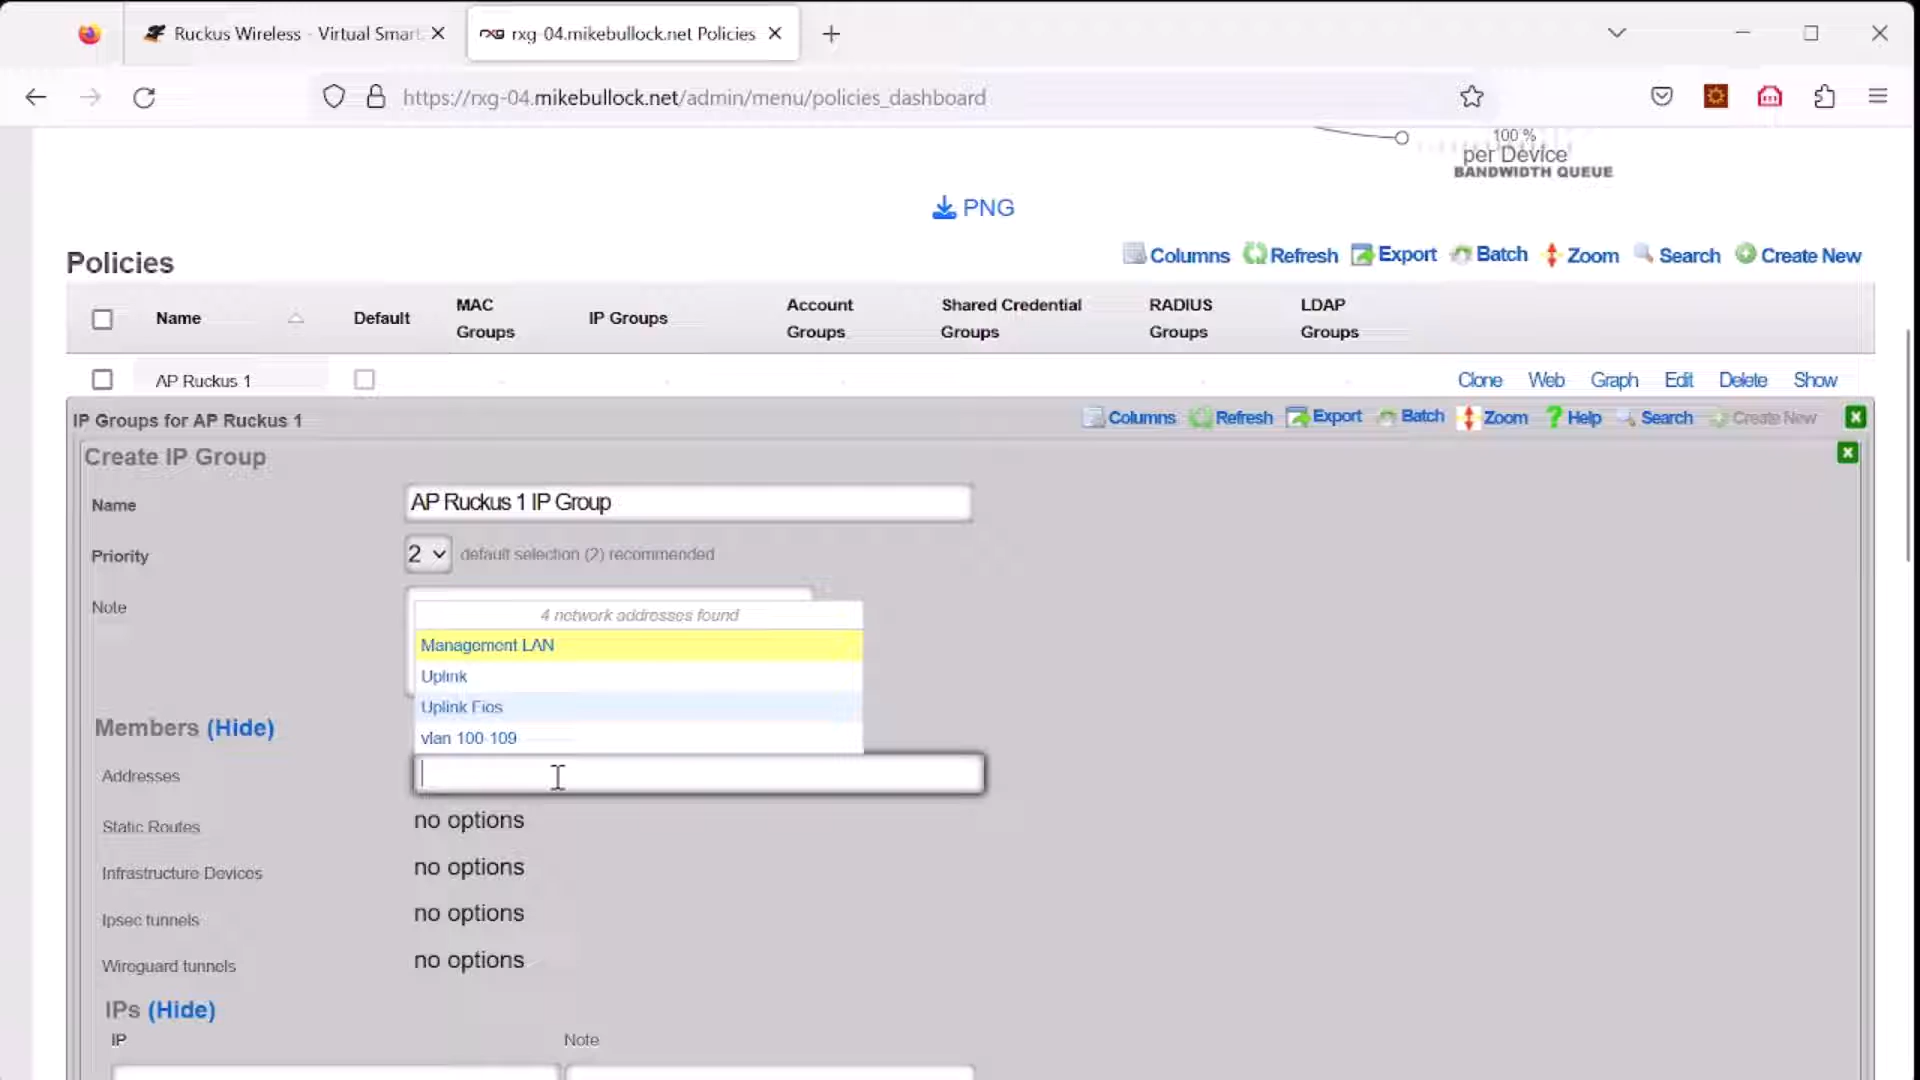 Ruckus Wireless - Virtual Smart
rxg-04.mikebullock.net Policies
https://rxg-04.mikebullock.net/admin/menu/policies_dashboard
100 %
per Device
BANDWIDTH QUEUE
PNG
Policies
Columns Refresh Export Batch Zoom Search Create New
Name Default MAC Groups IP Groups Account Groups Shared Credential Groups RADIUS Groups LDAP Groups
AP Ruckus 1 - - - - - - Clone Web Graph Edit Delete Show
IP Groups for AP Ruckus 1 Columns Refresh Export Batch Zoom Help Search Create New
Create IP Group
Name AP Ruckus 1 IP Group
Priority 2 default selection (2) recommended
Note
4 network addresses found
Management LAN
Uplink
Uplink Fios
vlan 100-109
Members (Hide)
Addresses
Static Routes no options
Infrastructure Devices no options
Ipsec tunnels no options
Wireguard tunnels no options
IPs (Hide)
IP Note